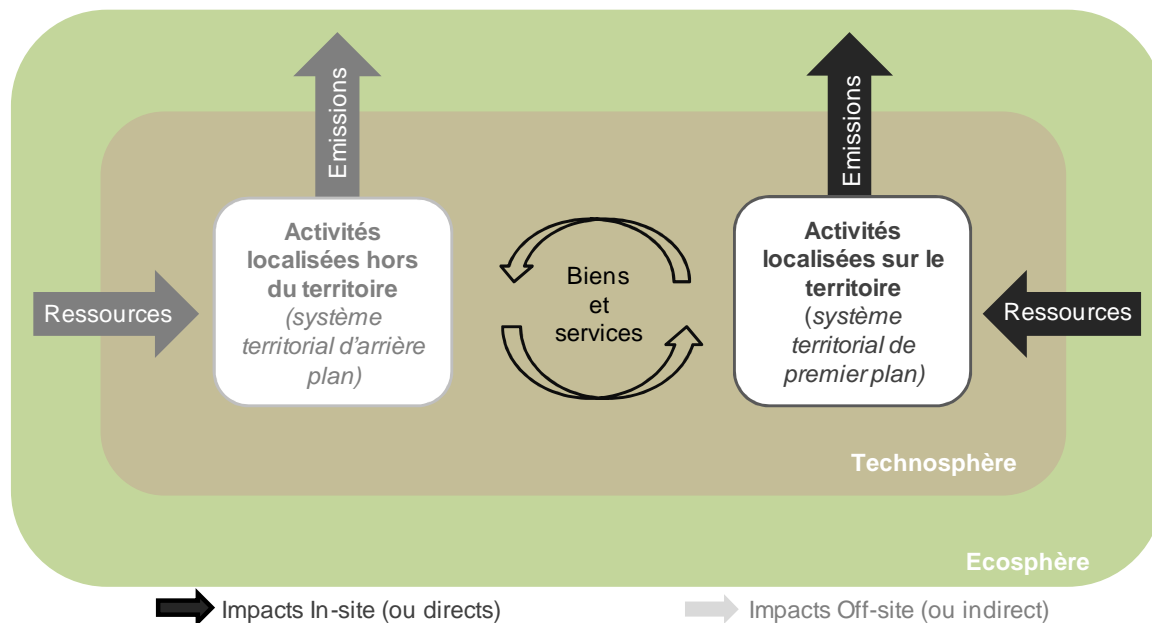 Emissions
Emissions
Activités
localisées hors
du territoire
(système
territorial d'arrière
plan)
Ressources
Biens
et
services
Activités
localisées sur le
territoire
(système
territorial de
premier plan)
Ressources
Technosphère
Ecosphère
Impacts In-site (ou directs)
Impacts Off-site (ou indirect)